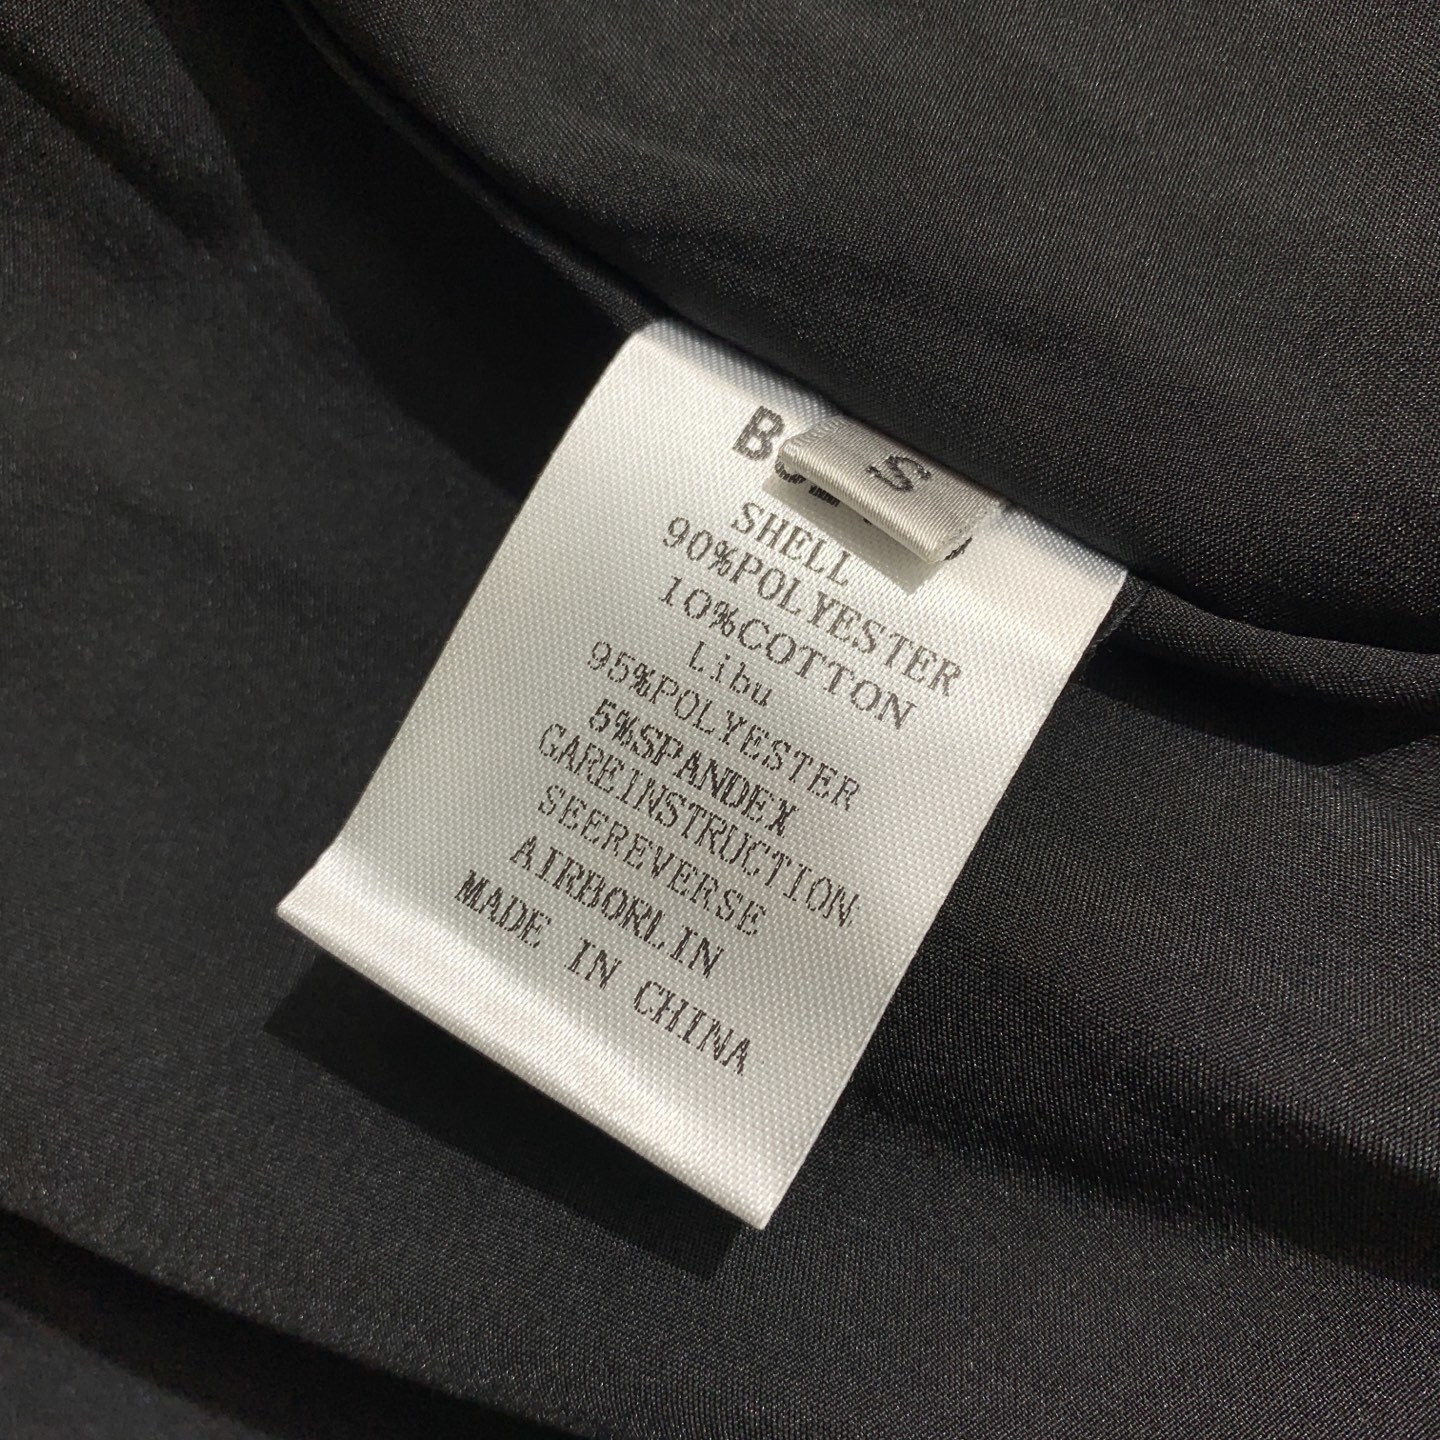 S
SHELL
90%POLYESTER
10%COTTON
Libu
95%POLYESTER
5%SPANDEX
GAREINSTRUCTION
SEEREVERSE
AIRBORLIN
MADE IN CHINA